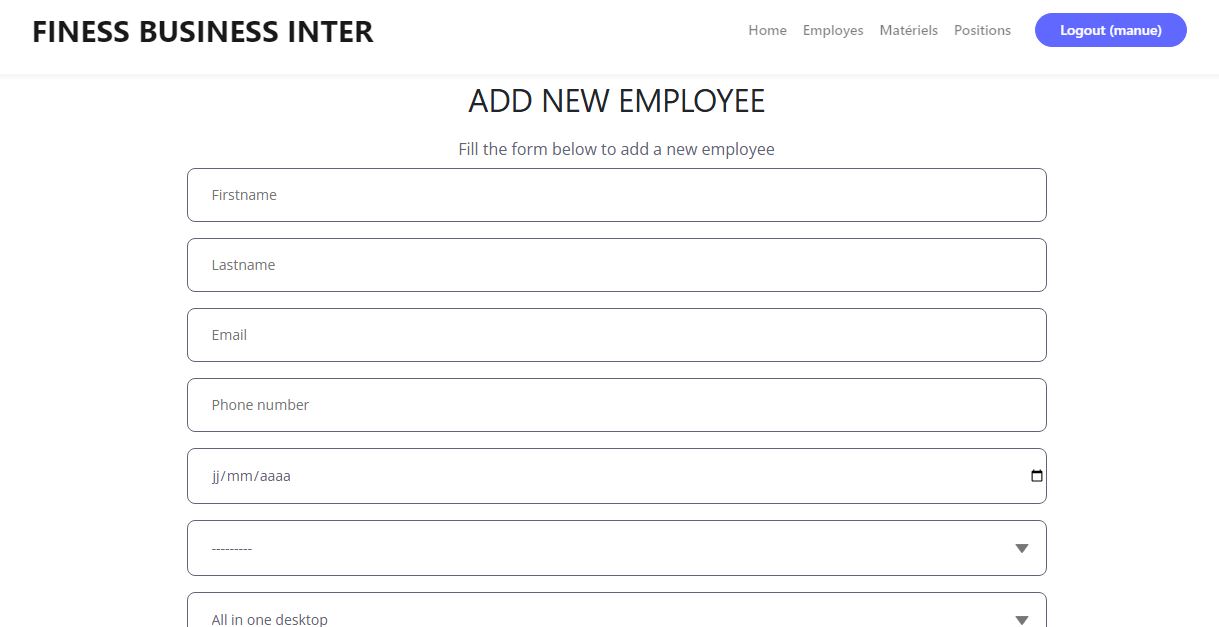 FINESS BUSINESS INTER
Home Employes Matériels Positions Logout (manue)
ADD NEW EMPLOYEE
Fill the form below to add a new employee
Firstname
Lastname
Email
Phone number
jj/mm/aaaa
---------
All in one desktop